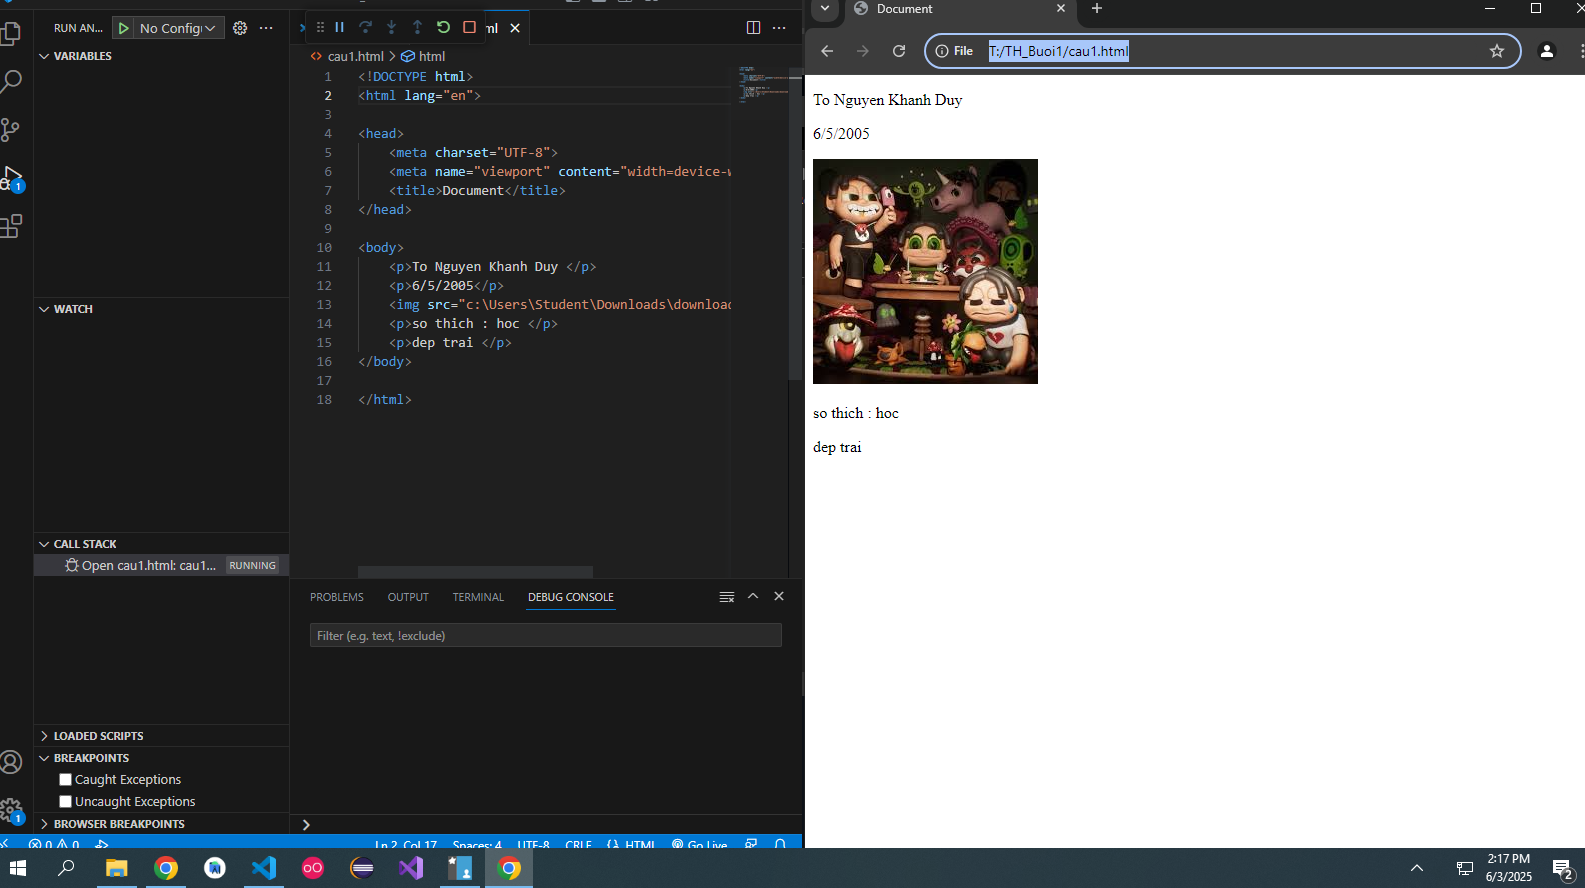 RUN AN...
No Config
VARIABLES
WATCH
CALL STACK
Open cau1.html: cau1...
RUNNING
LOADED SCRIPTS
BREAKPOINTS
Caught Exceptions
Uncaught Exceptions
BROWSER BREAKPOINTS
cau1.html > html
1 <!DOCTYPE html>
2 <html lang="en">
3
4 <head>
5 <meta charset="UTF-8">
6 <meta name="viewport" content="width=device-w
7 <title>Document</title>
8 </head>
9
10 <body>
11 <p>To Nguyen Khanh Duy </p>
12 <p>6/5/2005</p>
13 <img src="c:\Users\Student\Downloads\download
14 <p>so thich : hoc </p>
15 <p>dep trai </p>
16 </body>
17
18 </html>
PROBLEMS OUTPUT TERMINAL DEBUG CONSOLE
Filter (e.g. text, !exclude)
0 0 Ln 2, Col 17 Spaces: 4 UTF-8 CRLF HTML Go Live
Document
File T:/TH_Buoi1/cau1.html
To Nguyen Khanh Duy
6/5/2005
so thich : hoc
dep trai
2:17 PM
6/3/2025
2